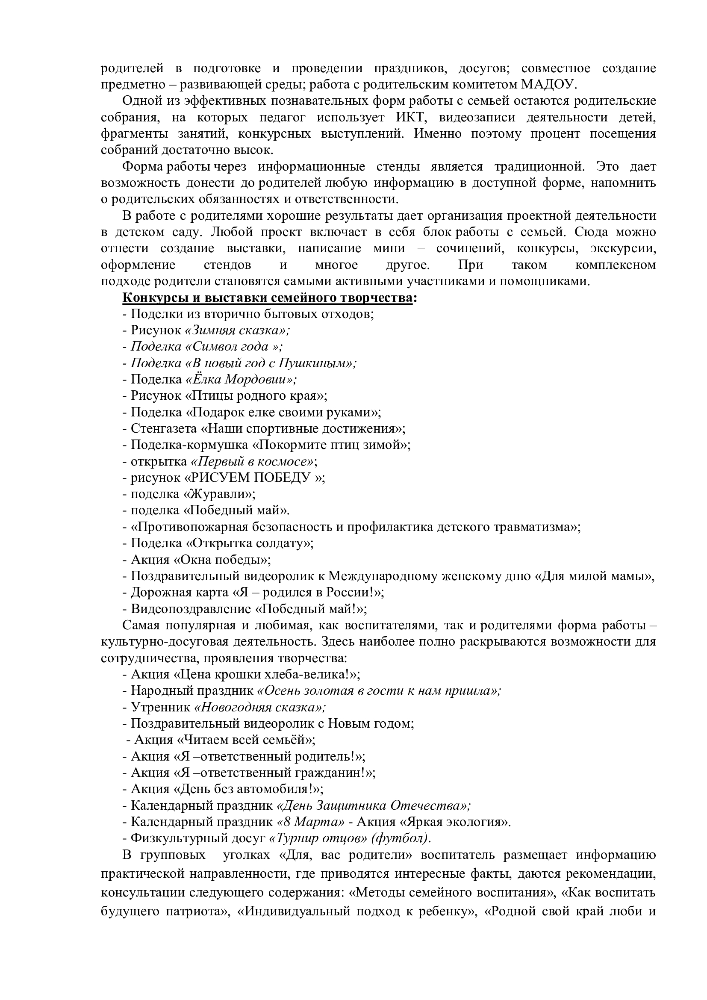 родителей в подготовке и проведении праздников, досугов; совместное создание
предметно – развивающей среды; работа с родительским комитетом МАДОУ.
Одной из эффективных познавательных форм работы с семьей остаются родительские
собрания, на которых педагог использует ИКТ, видеозаписи деятельности детей,
фрагменты занятий, конкурсных выступлений. Именно поэтому процент посещения
собраний достаточно высок.
Форма работы через информационные стенды является традиционной. Это дает
возможность донести до родителей любую информацию в доступной форме, напомнить
о родительских обязанностях и ответственности.
В работе с родителями хорошие результаты дает организация проектной деятельности
в детском саду. Любой проект включает в себя блок работы с семьей. Сюда можно
отнести создание выставки, написание мини – сочинений, конкурсы, экскурсии,
оформление стендов и многое другое. При таком комплексном
подходе родители становятся самыми активными участниками и помощниками.
Конкурсы и выставки семейного творчества:
- Поделки из вторично бытовых отходов;
- Рисунок «Зимняя сказка»;
- Поделка «Символ года »;
- Поделка «В новый год с Пушкиным»;
- Поделка «Ёлка Мордовии»;
- Рисунок «Птицы родного края»;
- Поделка «Подарок елке своими руками»;
- Стенгазета «Наши спортивные достижения»;
- Поделка-кормушка «Покормите птиц зимой»;
- открытка «Первый в космосе»;
- рисунок «РИСУЕМ ПОБЕДУ »;
- поделка «Журавли»;
- поделка «Победный май».
- «Противопожарная безопасность и профилактика детского травматизма»;
- Поделка «Открытка солдату»;
- Акция «Окна победы»;
- Поздравительный видеоролик к Международному женскому дню «Для милой мамы»,
- Дорожная карта «Я – родился в России!»;
- Видеопоздравление «Победный май!»;
Самая популярная и любимая, как воспитателями, так и родителями форма работы –
культурно-досуговая деятельность. Здесь наиболее полно раскрываются возможности для
сотрудничества, проявления творчества:
- Акция «Цена крошки хлеба-велика!»;
- Народный праздник «Осень золотая в гости к нам пришла»;
- Утренник «Новогодняя сказка»;
- Поздравительный видеоролик с Новым годом;
- Акция «Читаем всей семьёй»;
- Акция «Я –ответственный родитель!»;
- Акция «Я –ответственный гражданин!»;
- Акция «День без автомобиля!»;
- Календарный праздник «День Защитника Отечества»;
- Календарный праздник «8 Марта» - Акция «Яркая экология».
- Физкультурный досуг «Турнир отцов» (футбол).
В групповых уголках «Для, вас родители» воспитатель размещает информацию
практической направленности, где приводятся интересные факты, даются рекомендации,
консультации следующего содержания: «Методы семейного воспитания», «Как воспитать
будущего патриота», «Индивидуальный подход к ребенку», «Родной свой край люби и